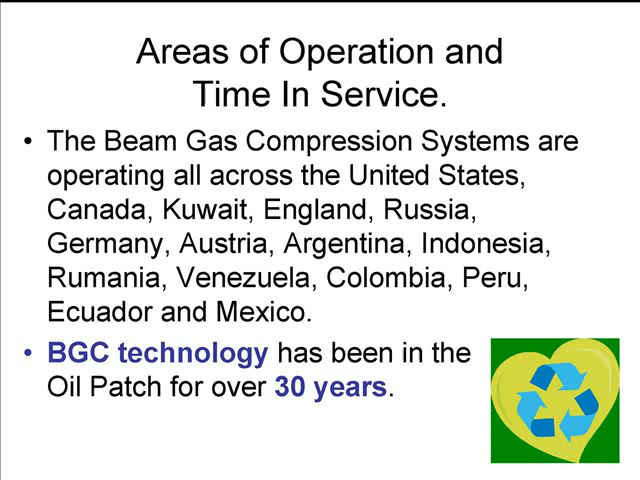 Areas of Operation and
Time In Service.
• The Beam Gas Compression Systems are
operating all across the United States,
Canada, Kuwait, England, Russia,
Germany, Austria, Argentina, Indonesia,
Rumania, Venezuela, Colombia, Peru,
Ecuador and Mexico.
• BGC technology has been in the
Oil Patch for over 30 years.